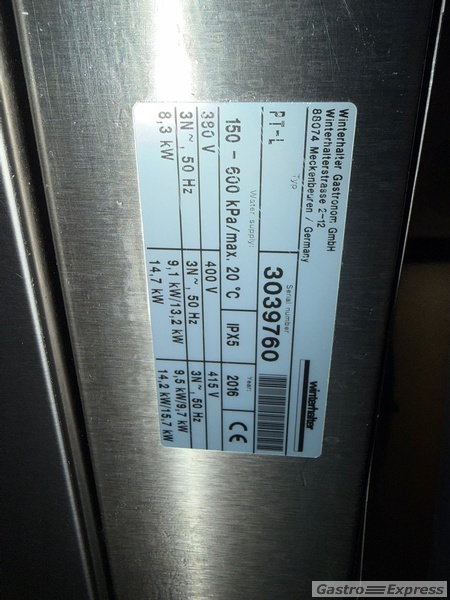 Winterhalter Gastronom GmbH
Winterhalterstrasse 2-12
88074 Meckenbeuren / Germany
winterhalter
Typ
PT-L
Serial number
3039760
CE
Water supply:
150 - 600 kPa/max. 20 °C
IPX5
Year:
2016
380 V
400 V
415 V
3N~, 50 Hz
3N~, 50 Hz
3N~, 50 Hz
8,3 kW
9,1 kW/13,2 kW
14,7 kW
9,5 kW/9,7 kW
14,2 kW/15,7 kW
Gastro Express